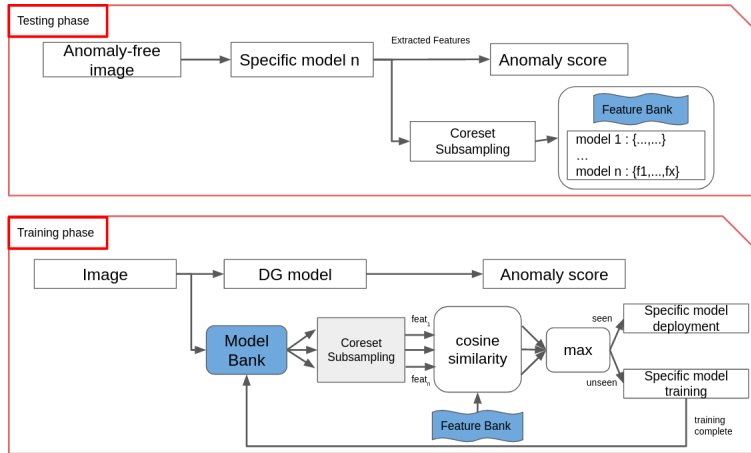 Testing phase
Anomaly-free
image
Specific model n
Extracted Features
Anomaly score
Coreset
Subsampling
Feature Bank
model 1 : {...,...}
...
model n : {f1,...,fx}
Training phase
Image
DG model
Anomaly score
Model
Bank
Coreset
Subsampling
feat1
featn
cosine
similarity
Feature Bank
max
seen
unseen
Specific model
deployment
Specific model
training
training
complete